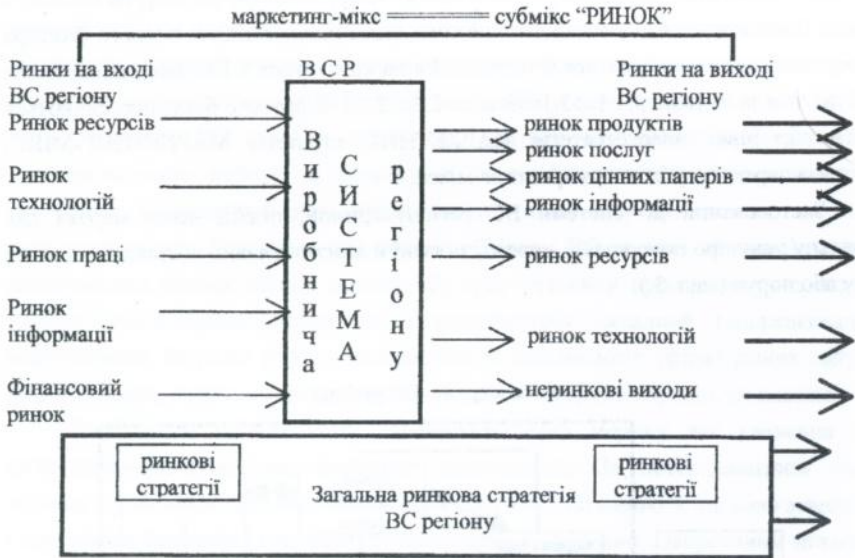 маркетинг-мікс ═══ субмікс “РИНОК”
Ринки на вході
ВС регіону
Ринок ресурсів
Ринок
технологій
Ринок праці
Ринок
інформації
Фінансовий
ринок
ВСР
Виробнича
СИСТЕМА
регіону
Ринки на виході
ВС регіону
ринок продуктів
ринок послуг
ринок цінних паперів
ринок інформації
ринок ресурсів
ринок технологій
неринкові виходи
ринкові
стратегії
Загальна ринкова стратегія
ВС регіону
ринкові
стратегії